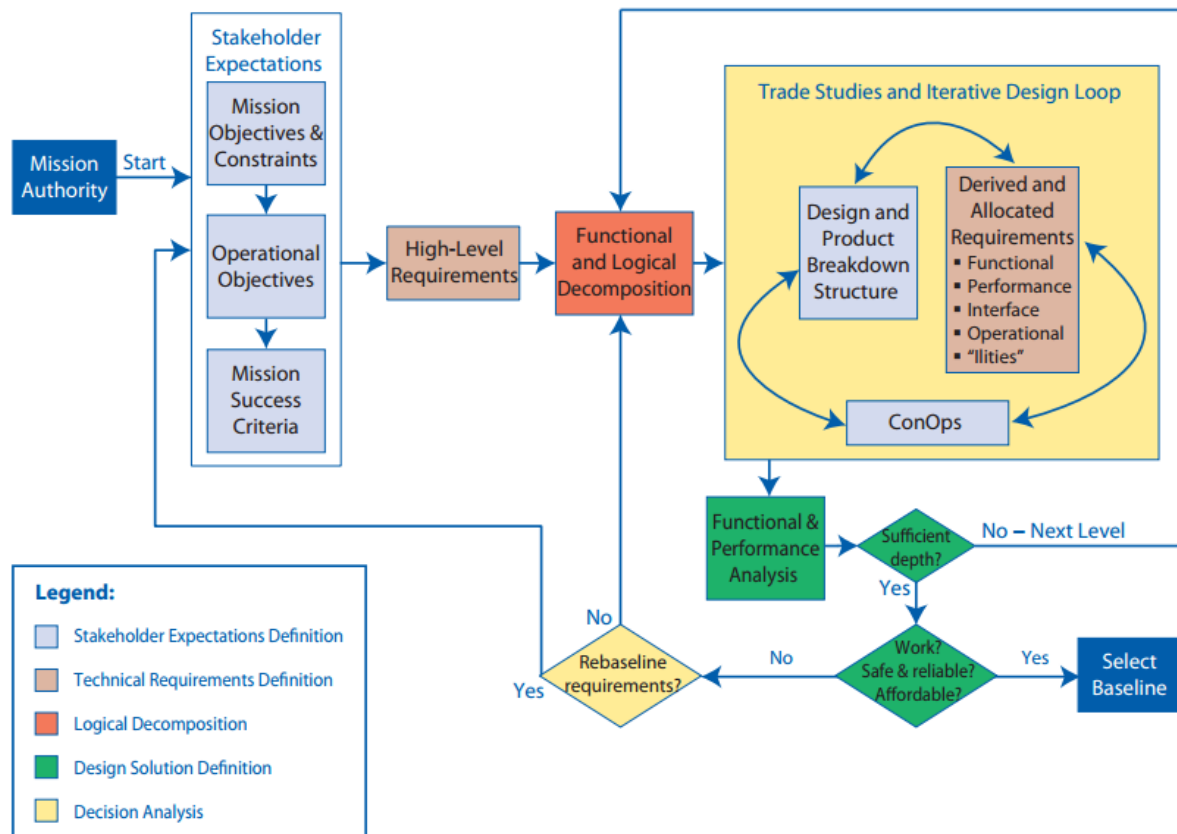 Stakeholder
Expectations
Mission
Objectives &
Constraints
Mission
Authority
Start
Operational
Objectives
Mission
Success
Criteria
High-Level
Requirements
Functional
and Logical
Decomposition
Trade Studies and Iterative Design Loop
Design and
Product
Breakdown
Structure
Derived and
Allocated
Requirements
▪ Functional
▪ Performance
▪ Interface
▪ Operational
▪ “Ilities”
ConOps
Functional &
Performance
Analysis
Sufficient
depth?
No – Next Level
Yes
Work?
Safe & reliable?
Affordable?
Yes
Select
Baseline
No
Rebaseline
requirements?
No
Yes
Legend:
Stakeholder Expectations Definition
Technical Requirements Definition
Logical Decomposition
Design Solution Definition
Decision Analysis